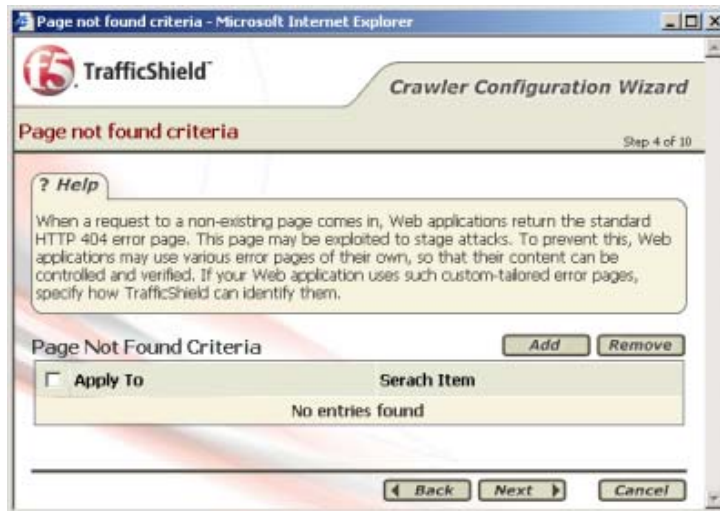 Page not found criteria - Microsoft Internet Explorer
f5 TrafficShield™
Crawler Configuration Wizard
Page not found criteria
Step 4 of 10
? Help
When a request to a non-existing page comes in, Web applications return the standard
HTTP 404 error page. This page may be exploited to stage attacks. To prevent this, Web
applications may use various error pages of their own, so that their content can be
controlled and verified. If your Web application uses such custom-tailored error pages,
specify how TrafficShield can identify them.
Page Not Found Criteria
Add
Remove
Apply To
Serach Item
No entries found
Back
Next
Cancel